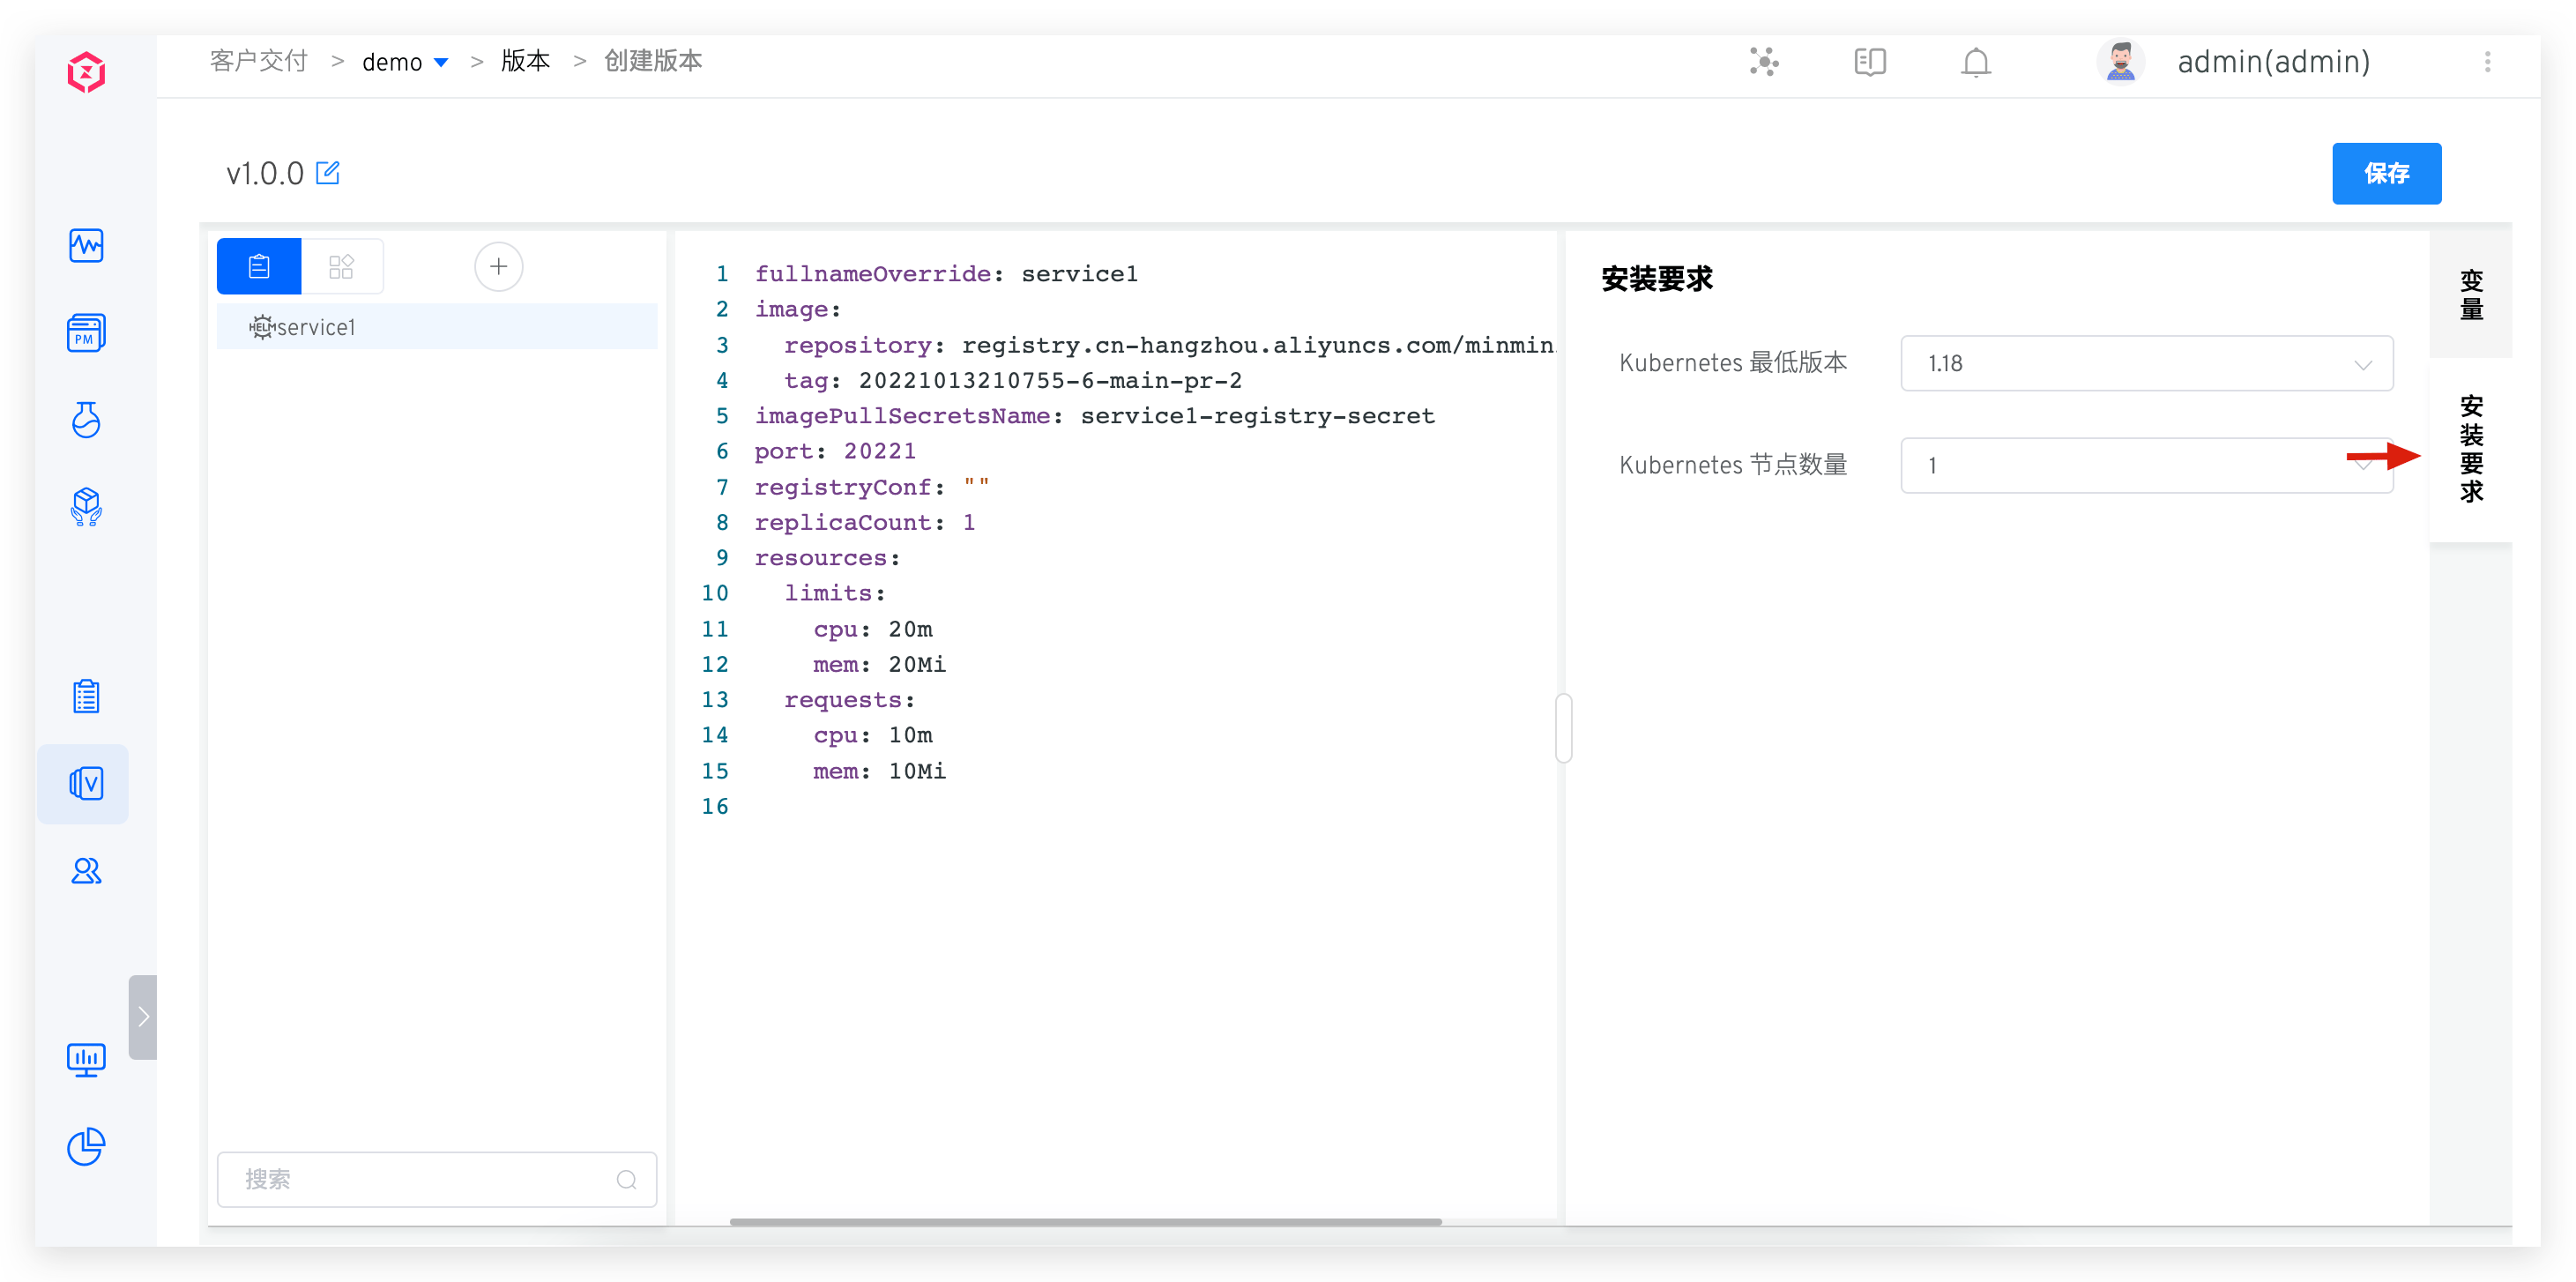 客户交付 > demo > 版本 > 创建版本
admin(admin)
v1.0.0
保存
HELM service1
搜索
1 fullnameOverride: service1
2 image:
3 repository: registry.cn-hangzhou.aliyuncs.com/minmin.
4 tag: 20221013210755-6-main-pr-2
5 imagePullSecretsName: service1-registry-secret
6 port: 20221
7 registryConf: ""
8 replicaCount: 1
9 resources:
10 limits:
11 cpu: 20m
12 mem: 20Mi
13 requests:
14 cpu: 10m
15 mem: 10Mi
16
安装要求
Kubernetes 最低版本 1.18
Kubernetes 节点数量 1
变量
安装要求
PM
V